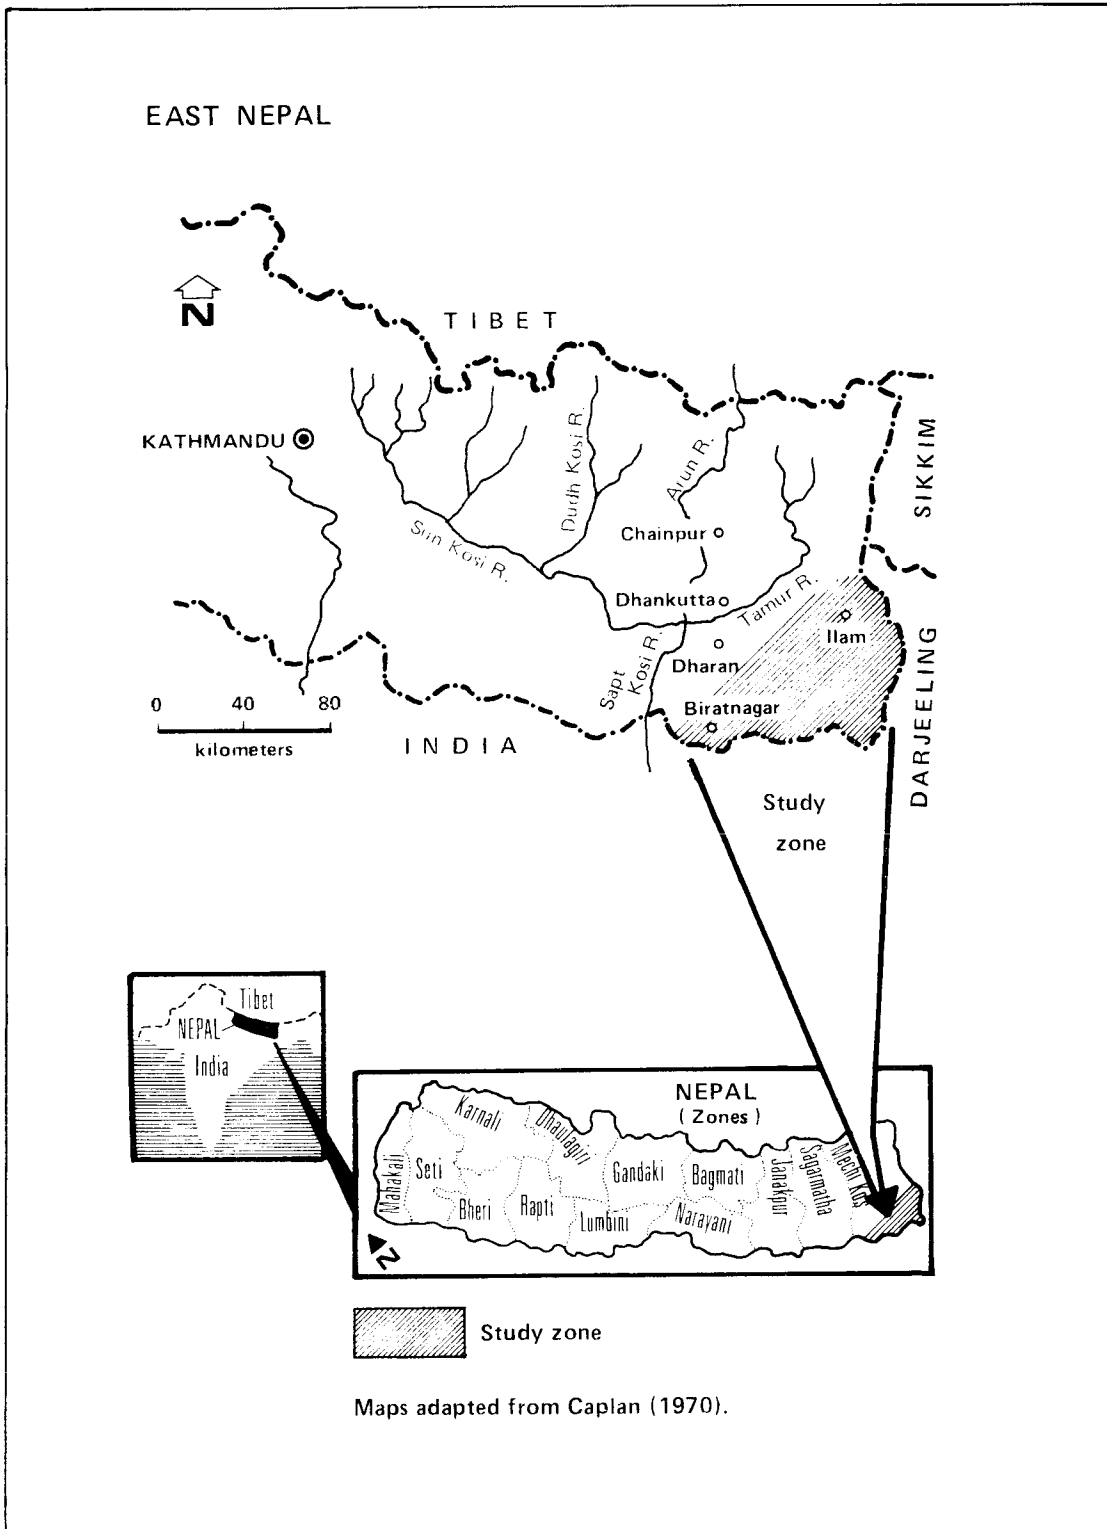 EAST NEPAL
N
TIBET
KATHMANDU
SIKKIM
Dudh Kosi R.
Arun R.
Sun Kosi R.
Chainpur
Dhankutta
Tamur R.
Ilam
Dharan
Sapt
Kosi R.
Biratnagar
0 40 80
kilometers
INDIA
DARJEELING
Study
zone
Tibet
NEPAL
India
NEPAL
(Zones)
Karnali
Dhaulagiri
Mahakali
Seti
Gandaki
Bagmati
Janakpur
Sagarmatha
Mechi Kosi
Bheri
Rapti
Lumbini
Narayani
N
Study zone
Maps adapted from Caplan (1970).